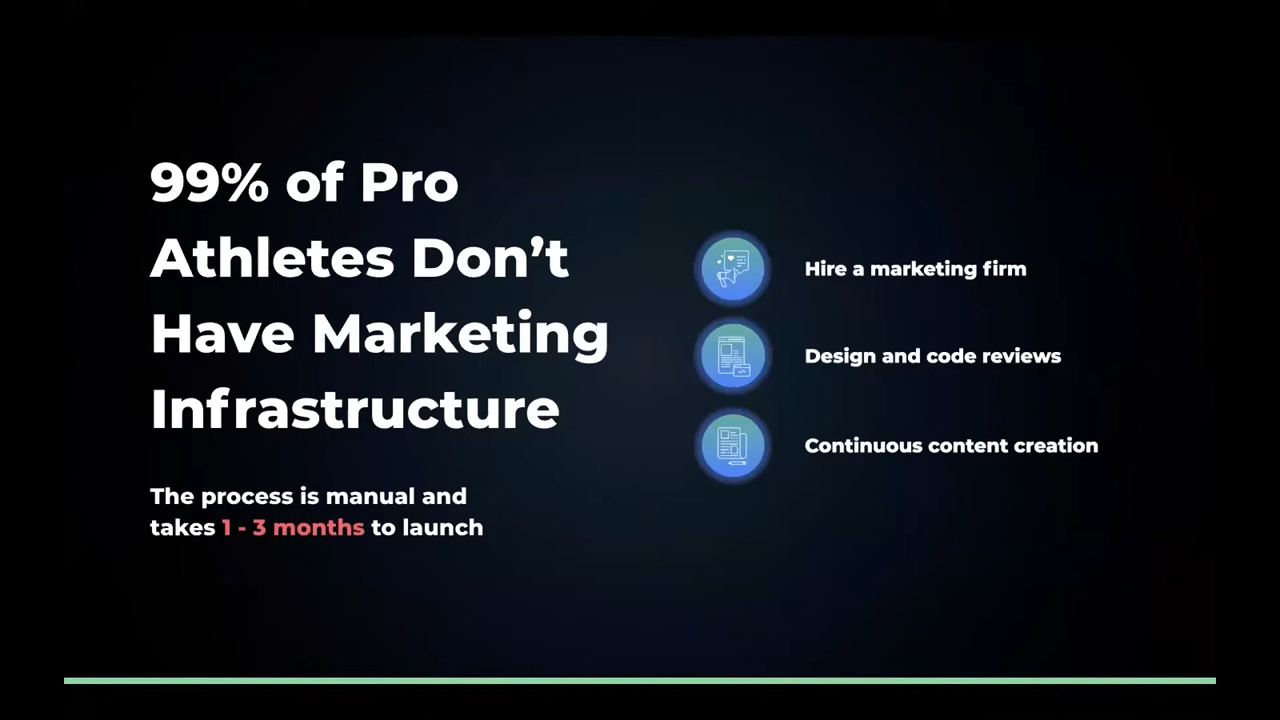 99% of Pro
Athletes Don’t
Have Marketing
Infrastructure
The process is manual and
takes 1 - 3 months to launch
Hire a marketing firm
Design and code reviews
Continuous content creation